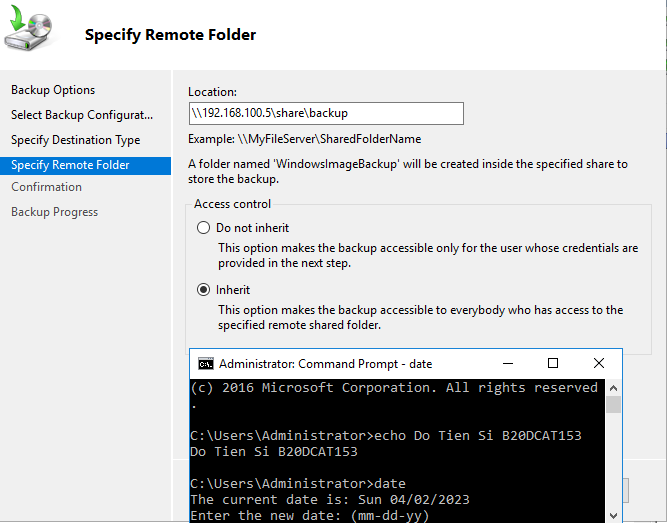 Specify Remote Folder
Backup Options
Select Backup Configurat...
Specify Destination Type
Specify Remote Folder
Confirmation
Backup Progress
Location:
\\192.168.100.5\share\backup
Example: \\MyFileServer\SharedFolderName
A folder named 'WindowsImageBackup' will be created inside the specified share to
store the backup.
Access control
Do not inherit
This option makes the backup accessible only for the user whose credentials are
provided in the next step.
Inherit
This option makes the backup accessible to everybody who has access to the
specified remote shared folder.
Administrator: Command Prompt - date
(c) 2016 Microsoft Corporation. All rights reserved
.
C:\Users\Administrator>echo Do Tien Si B20DCAT153
Do Tien Si B20DCAT153
C:\Users\Administrator>date
The current date is: Sun 04/02/2023
Enter the new date: (mm-dd-yy)